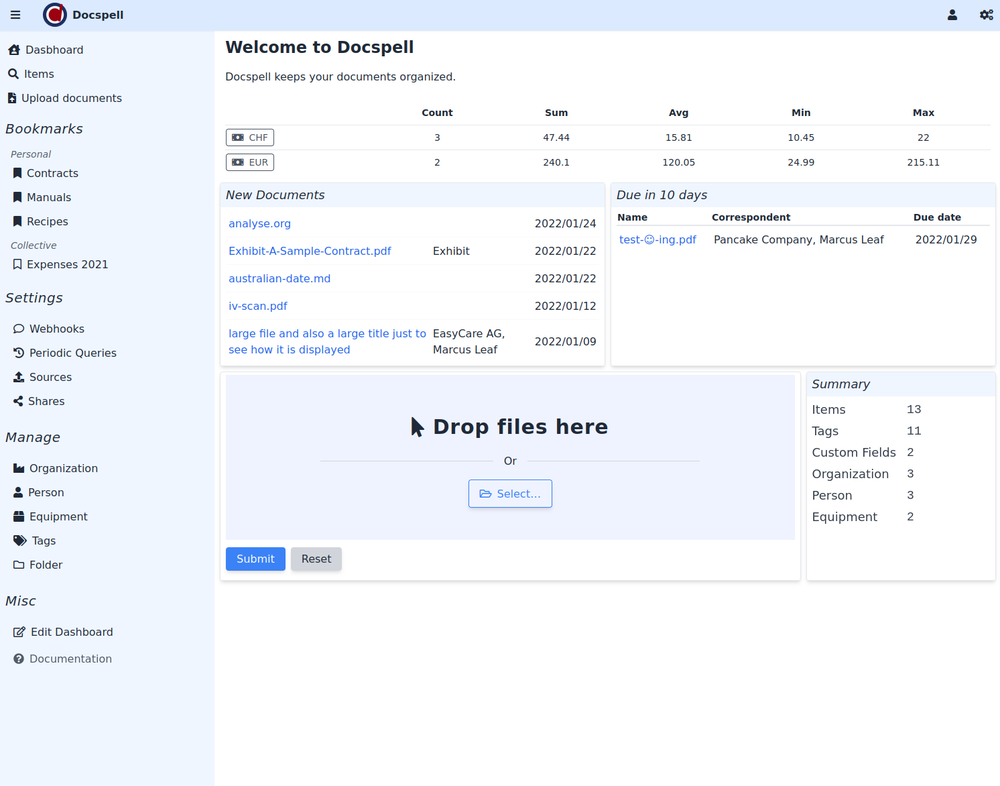 Docspell
Dasbhoard
Items
Upload documents
Bookmarks
Personal
Contracts
Manuals
Recipes
Collective
Expenses 2021
Settings
Webhooks
Periodic Queries
Sources
Shares
Manage
Organization
Person
Equipment
Tags
Folder
Misc
Edit Dashboard
Documentation
Welcome to Docspell
Docspell keeps your documents organized.
Count Sum Avg Min Max
CHF 3 47.44 15.81 10.45 22
EUR 2 240.1 120.05 24.99 215.11
New Documents
analyse.org 2022/01/24
Exhibit-A-Sample-Contract.pdf Exhibit 2022/01/22
australian-date.md 2022/01/22
iv-scan.pdf 2022/01/12
large file and also a large title just to EasyCare AG,
see how it is displayed Marcus Leaf 2022/01/09
Due in 10 days
Name Correspondent Due date
test-☺-ing.pdf Pancake Company, Marcus Leaf 2022/01/29
Drop files here
Or
Select...
Submit Reset
Summary
Items 13
Tags 11
Custom Fields 2
Organization 3
Person 3
Equipment 2